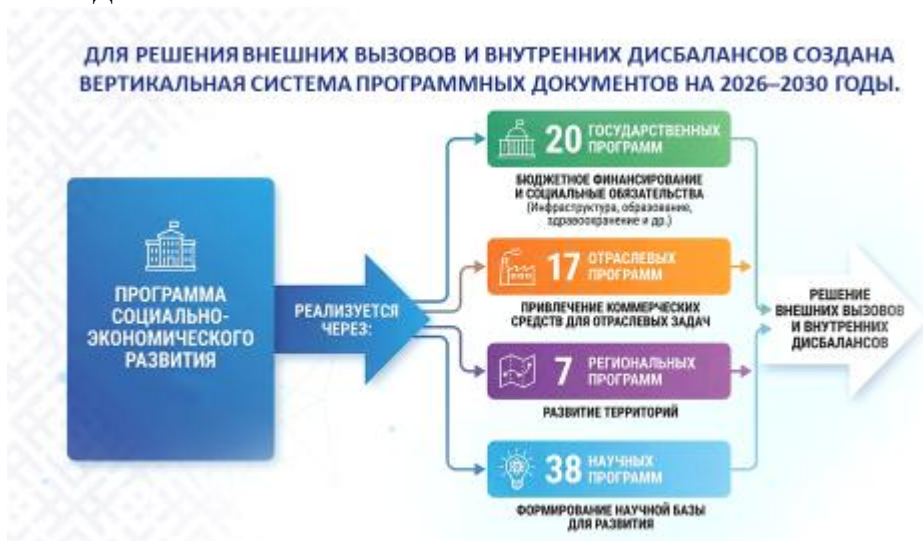 ДЛЯ РЕШЕНИЯ ВНЕШНИХ ВЫЗОВОВ И ВНУТРЕННИХ ДИСБАЛАНСОВ СОЗДАНА
ВЕРТИКАЛЬНАЯ СИСТЕМА ПРОГРАММНЫХ ДОКУМЕНТОВ НА 2026–2030 ГОДЫ.
ПРОГРАММА
СОЦИАЛЬНО-
ЭКОНОМИЧЕСКОГО
РАЗВИТИЯ
РЕАЛИЗУЕТСЯ
ЧЕРЕЗ:
20 ГОСУДАРСТВЕННЫХ
ПРОГРАММ
БЮДЖЕТНОЕ ФИНАНСИРОВАНИЕ
И СОЦИАЛЬНЫЕ ОБЯЗАТЕЛЬСТВА
(Инфраструктура, образование,
здравоохранение и др.)
17 ОТРАСЛЕВЫХ
ПРОГРАММ
ПРИВЛЕЧЕНИЕ КОММЕРЧЕСКИХ
СРЕДСТВ ДЛЯ ОТРАСЛЕВЫХ ЗАДАЧ
7 РЕГИОНАЛЬНЫХ
ПРОГРАММ
РАЗВИТИЕ ТЕРРИТОРИЙ
38 НАУЧНЫХ
ПРОГРАММ
ФОРМИРОВАНИЕ НАУЧНОЙ БАЗЫ
ДЛЯ РАЗВИТИЯ
РЕШЕНИЕ
ВНЕШНИХ ВЫЗОВОВ
И ВНУТРЕННИХ
ДИСБАЛАНСОВ